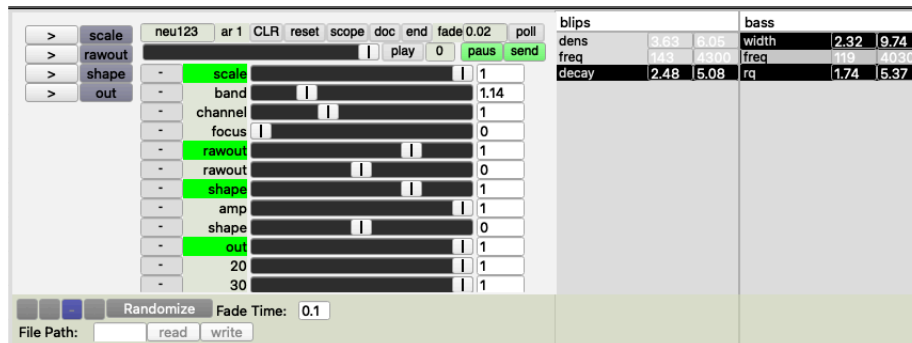 blips bass
neu123 ar 1 CLR reset scope doc end fade 0.02 poll
> scale
dens 3.63 6.05 width 2.32 9.74
play 0 paus send
> rawout
freq 143 4300 freq 119 4030
> shape
- scale 1
decay 2.48 5.08 rq 1.74 5.37
> out
- band 1.14
- channel 1
- focus 0
- rawout 1
- rawout 0
- shape 1
- amp 1
- shape 0
- out 1
- 20 1
- 30 1
- Randomize Fade Time: 0.1
File Path: read write